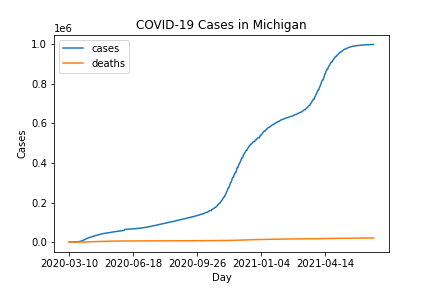 COVID-19 Cases in Michigan
1e6
cases
deaths
1.0
0.8
0.6
0.4
0.2
0.0
Cases
2020-03-10 2020-06-18 2020-09-26 2021-01-04 2021-04-14
Day